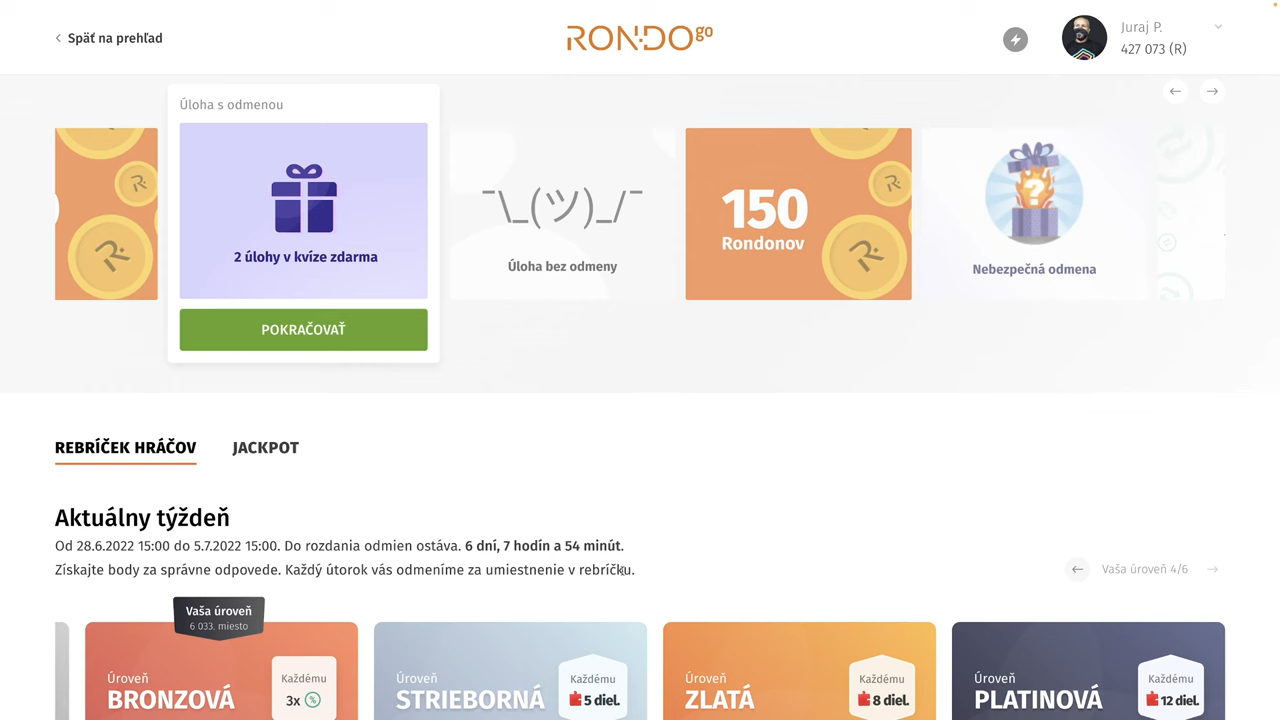 Späť na prehľad
RONDO go
Juraj P.
427 073 (R)
Úloha s odmenou
2 úlohy v kvíze zdarma
POKRAČOVAŤ
¯\_(ツ)_/¯
Úloha bez odmeny
150
Rondonov
?
Nebezpečná odmena
REBRÍČEK HRÁČOV
JACKPOT
Aktuálny týždeň
Od 28.6.2022 15:00 do 5.7.2022 15:00. Do rozdania odmien ostáva. 6 dní, 7 hodín a 54 minút.
Získajte body za správne odpovede. Každý útorok vás odmeníme za umiestnenie v rebríčku.
Vaša úroveň 4/6
Vaša úroveň
6 033. miesto
Úroveň
BRONZOVÁ
Každému
3x %
Úroveň
STRIEBORNÁ
Každému
5 diel.
Úroveň
ZLATÁ
Každému
8 diel.
Úroveň
PLATINOVÁ
Každému
12 diel.